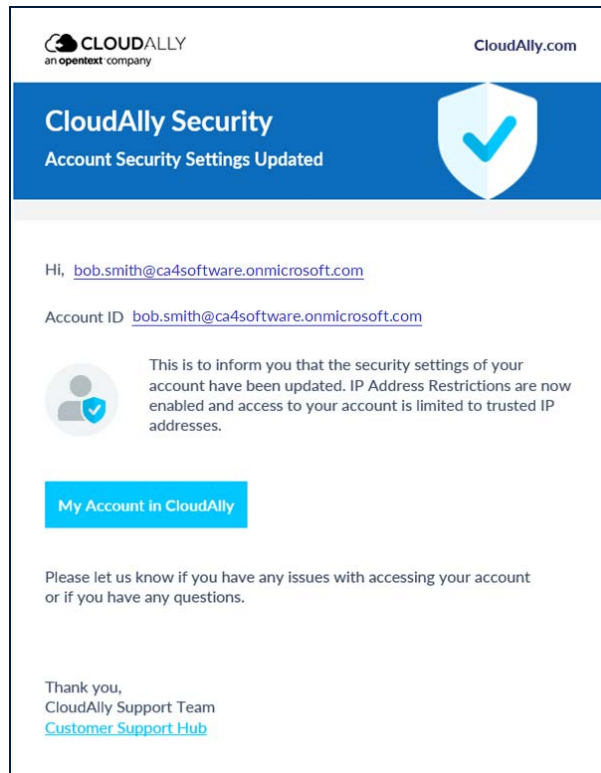 CLOUDALLY
an opentext company
CloudAlly.com
CloudAlly Security
Account Security Settings Updated
Hi, bob.smith@ca4software.onmicrosoft.com
Account ID bob.smith@ca4software.onmicrosoft.com
This is to inform you that the security settings of your
account have been updated. IP Address Restrictions are now
enabled and access to your account is limited to trusted IP
addresses.
My Account in CloudAlly
Please let us know if you have any issues with accessing your account
or if you have any questions.
Thank you,
CloudAlly Support Team
Customer Support Hub